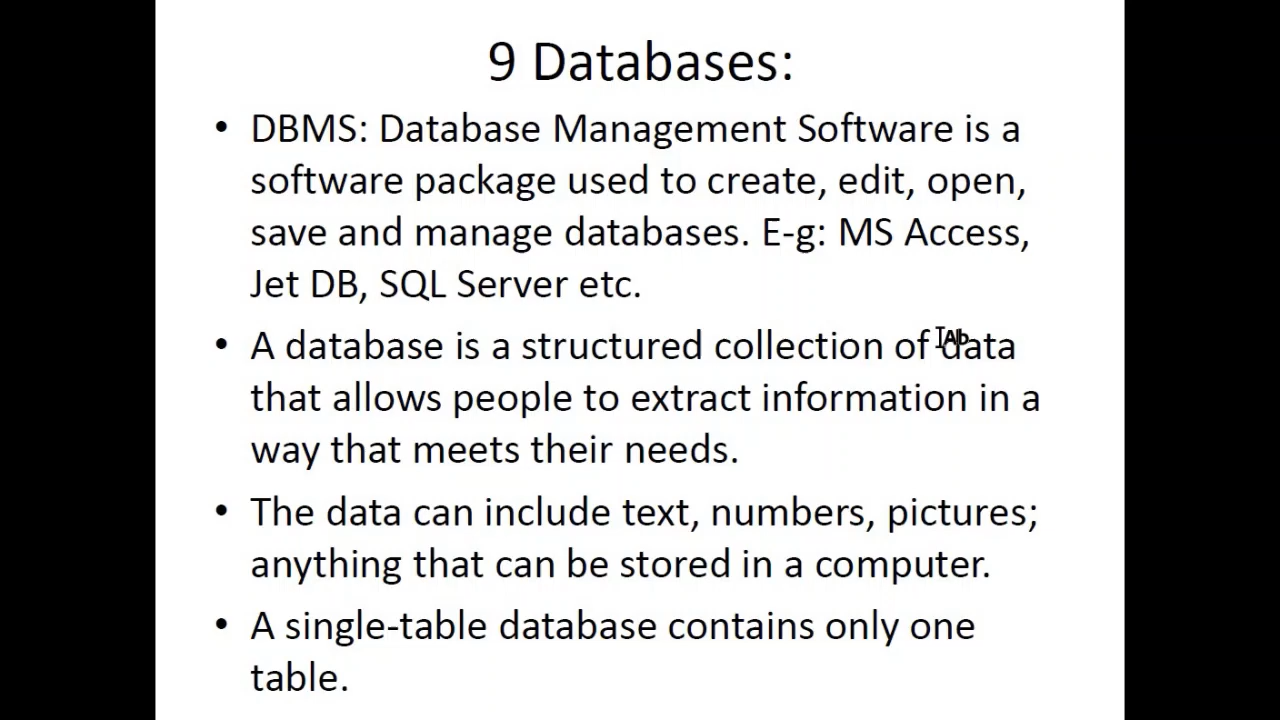 9 Databases:
• DBMS: Database Management Software is a
software package used to create, edit, open,
save and manage databases. E-g: MS Access,
Jet DB, SQL Server etc.
• A database is a structured collection of data
that allows people to extract information in a
way that meets their needs.
• The data can include text, numbers, pictures;
anything that can be stored in a computer.
• A single-table database contains only one
table.